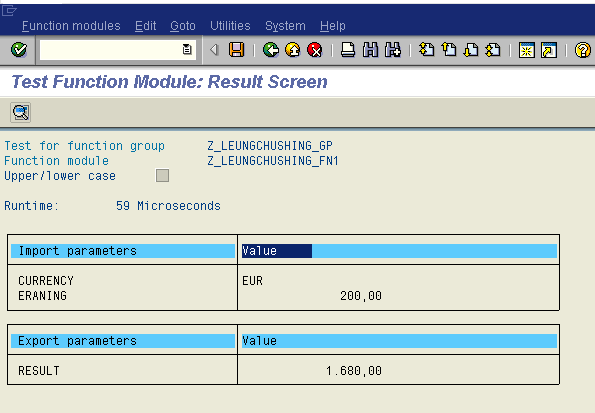 Function modules Edit Goto Utilities System Help
Test Function Module: Result Screen
Test for function group Z_LEUNGCHUSHING_GP
Function module Z_LEUNGCHUSHING_FN1
Upper/lower case
Runtime: 59 Microseconds
Import parameters Value
CURRENCY EUR
ERANING 200,00
Export parameters Value
RESULT 1.680,00